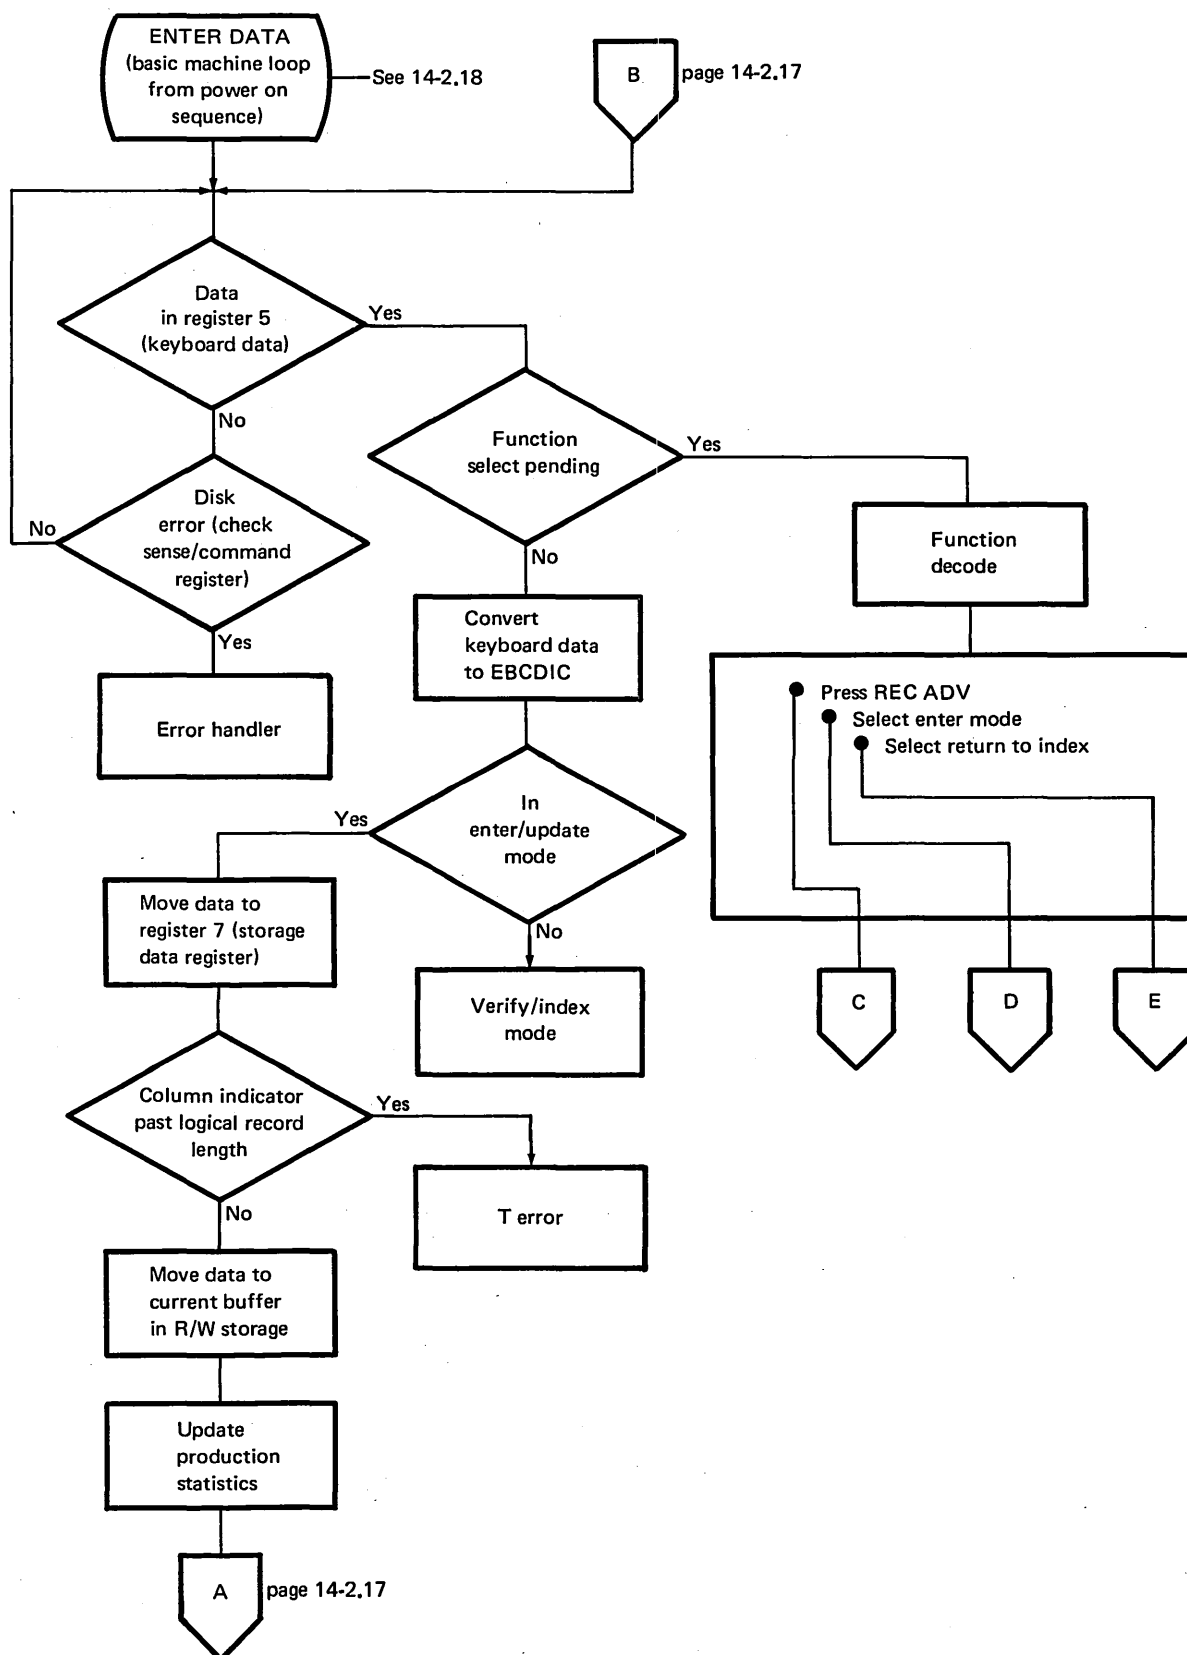 ENTER DATA
(basic machine loop
from power on
sequence)
See 14-2.18
B
page 14-2.17
Data
in register 5
(keyboard data)
Yes
No
Function
select pending
Yes
No
Disk
error (check
sense/command
register)
No
Yes
Function
decode
Convert
keyboard data
to EBCDIC
Error handler
Press REC ADV
Select enter mode
Select return to index
In
enter/update
mode
Yes
No
Move data to
register 7 (storage
data register)
Verify/index
mode
C
D
E
Column indicator
past logical record
length
Yes
No
T error
Move data to
current buffer
in R/W storage
Update
production
statistics
A
page 14-2.17